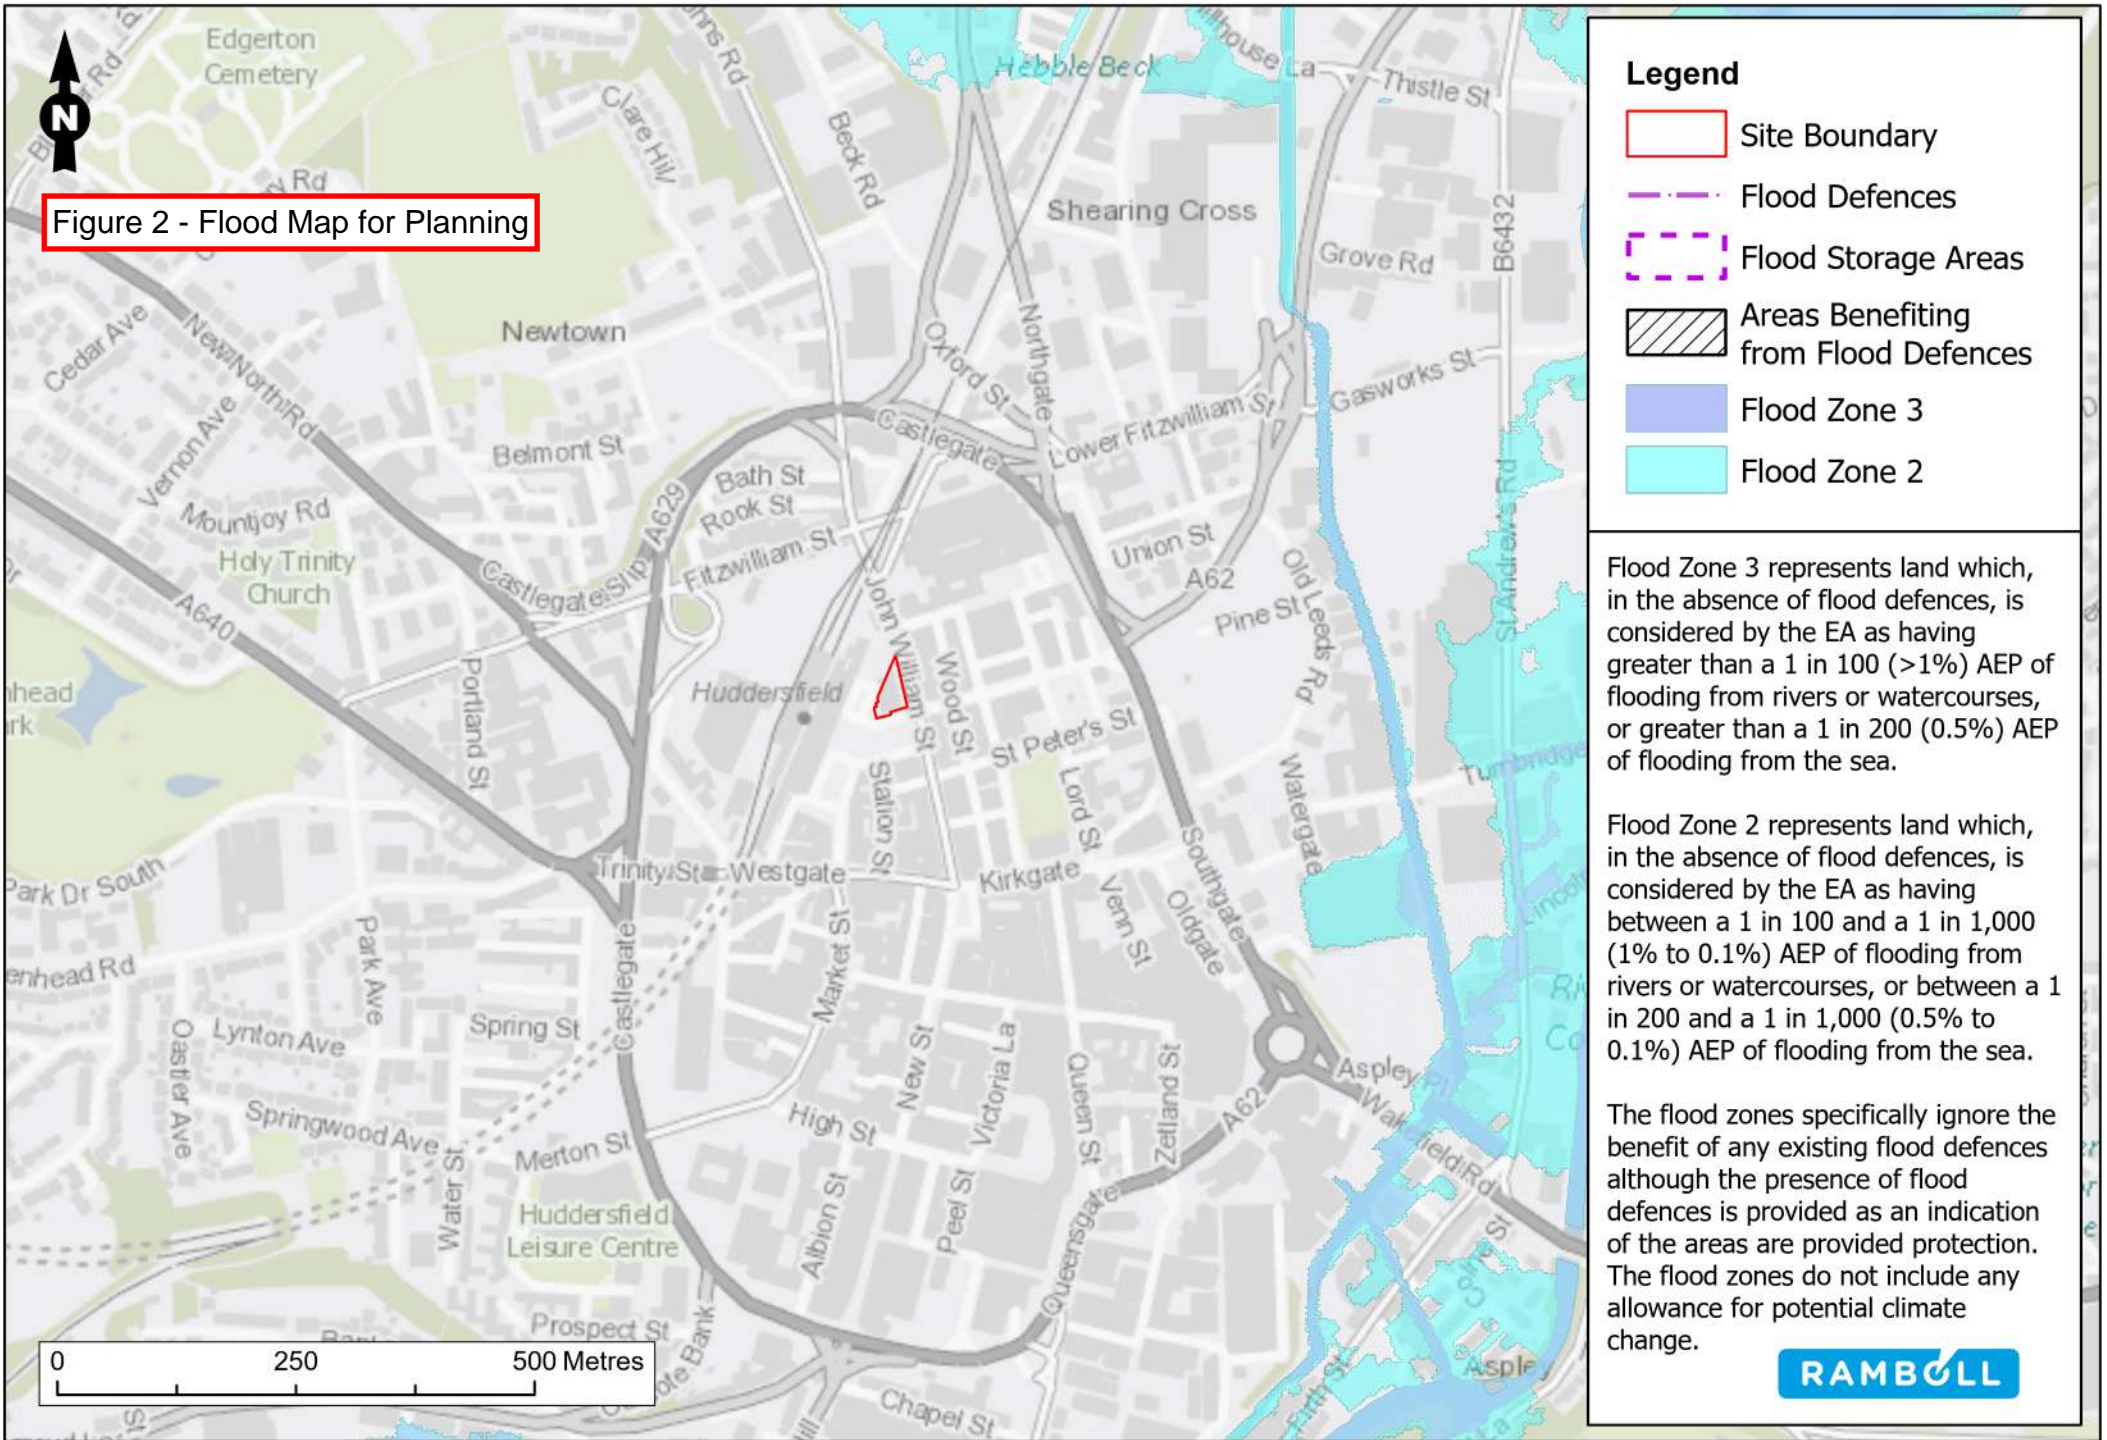 Edgerton
Cemetery
N
Figure 2 - Flood Map for Planning
Clare Hill
Beck Rd
Hebble Beck
Thistle St
Shearing Cross
B6432
Grove Rd
Newtown
Cedar Ave
New North Rd
Vernon Ave
Oxford St
Northgate
Gasworks St
Castlegate
Lower Fitzwilliam St
Belmont St
Bath St
Rook St
A629
Mountjoy Rd
Fitzwilliam St
Union St
St Andrew's Rd
Holy Trinity
Church
Castlegate Slip
A62
Old Leeds Rd
Pine St
A640
John William St
Wood St
Portland St
Huddersfield
St Peter's St
Station St
Lord St
Watergate
Southgate
Trinity St
Westgate
Kirkgate
Venn St
Oldgate
Park Dr South
Park Ave
Castlegate
Market St
Lynton Ave
Spring St
New St
Victoria La
Queen St
Zetland St
Aspley Pl
Oastler Ave
A62
Wakefield Rd
Springwood Ave
Merton St
High St
Water St
Albion St
Peel St
Queensgate
Huddersfield
Leisure Centre
Colne St
Prospect St
Firth St
Aspley
Chapel St
0 250 500 Metres
Legend
Site Boundary
Flood Defences
Flood Storage Areas
Areas Benefiting
from Flood Defences
Flood Zone 3
Flood Zone 2
Flood Zone 3 represents land which,
in the absence of flood defences, is
considered by the EA as having
greater than a 1 in 100 (>1%) AEP of
flooding from rivers or watercourses,
or greater than a 1 in 200 (0.5%) AEP
of flooding from the sea.
Flood Zone 2 represents land which,
in the absence of flood defences, is
considered by the EA as having
between a 1 in 100 and a 1 in 1,000
(1% to 0.1%) AEP of flooding from
rivers or watercourses, or between a 1
in 200 and a 1 in 1,000 (0.5% to
0.1%) AEP of flooding from the sea.
The flood zones specifically ignore the
benefit of any existing flood defences
although the presence of flood
defences is provided as an indication
of the areas are provided protection.
The flood zones do not include any
allowance for potential climate
change.
RAMBOLL